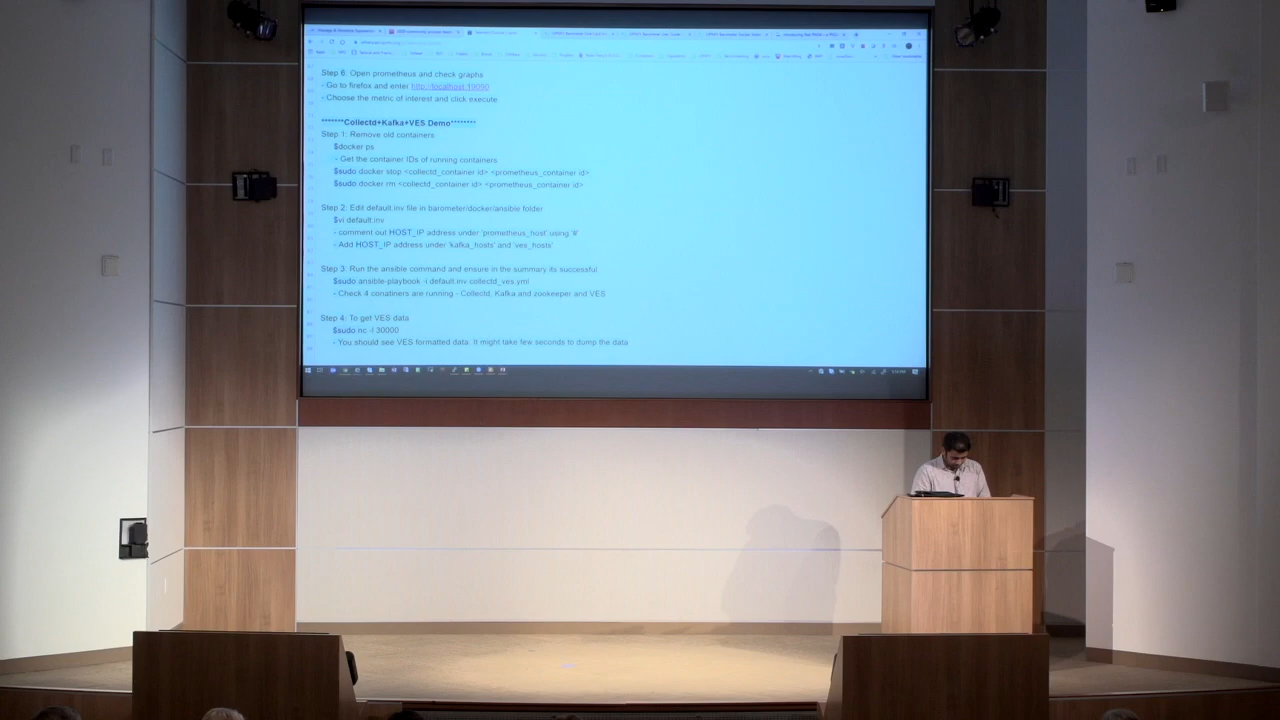 Step 6: Open prometheus and check graphs
- Go to firefox and enter http://localhost:19090
- Choose the metric of interest and click execute
*******Collectd+Kafka+VES Demo********
Step 1: Remove old containers
$docker ps
- Get the container IDs of running containers
$sudo docker stop <collectd_container id> <prometheus_container id>
$sudo docker rm <collectd_container id> <prometheus_container id>
Step 2: Edit default.inv file in barometer/docker/ansible folder
$vi default.inv
- comment out HOST_IP address under 'prometheus_host' using '#'
- Add HOST_IP address under 'kafka_hosts' and 'ves_hosts'
Step 3: Run the ansible command and ensure in the summary its successful
$sudo ansible-playbook -i default.inv collectd_ves.yml
- Check 4 conatiners are running - Collectd, Kafka and zookeeper and VES
Step 4: To get VES data
$sudo nc -l 30000
- You should see VES formatted data. It might take few seconds to dump the data